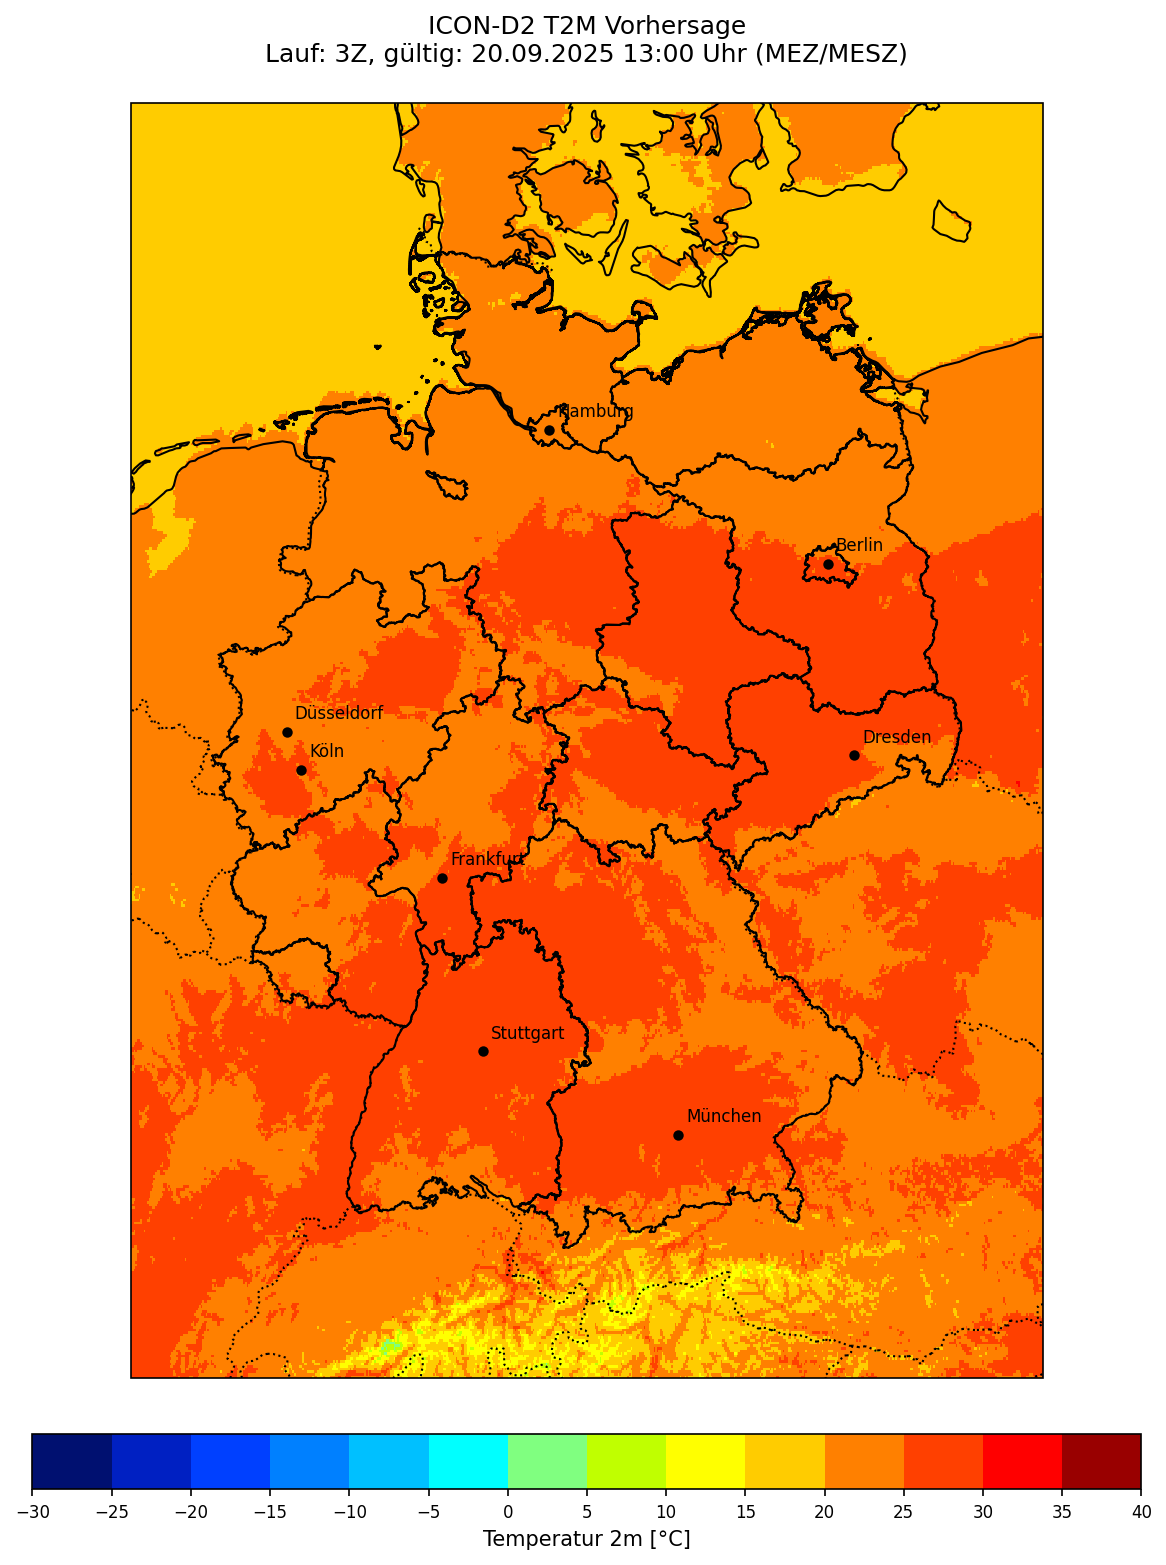 ICON-D2 T2M Vorhersage
Lauf: 3Z, gültig: 20.09.2025 13:00 Uhr (MEZ/MESZ)
Hamburg
Berlin
Düsseldorf
Dresden
Köln
Frankfurt
Stuttgart
München
−30 −25 −20 −15 −10 −5 0 5 10 15 20 25 30 35 40
Temperatur 2m [°C]